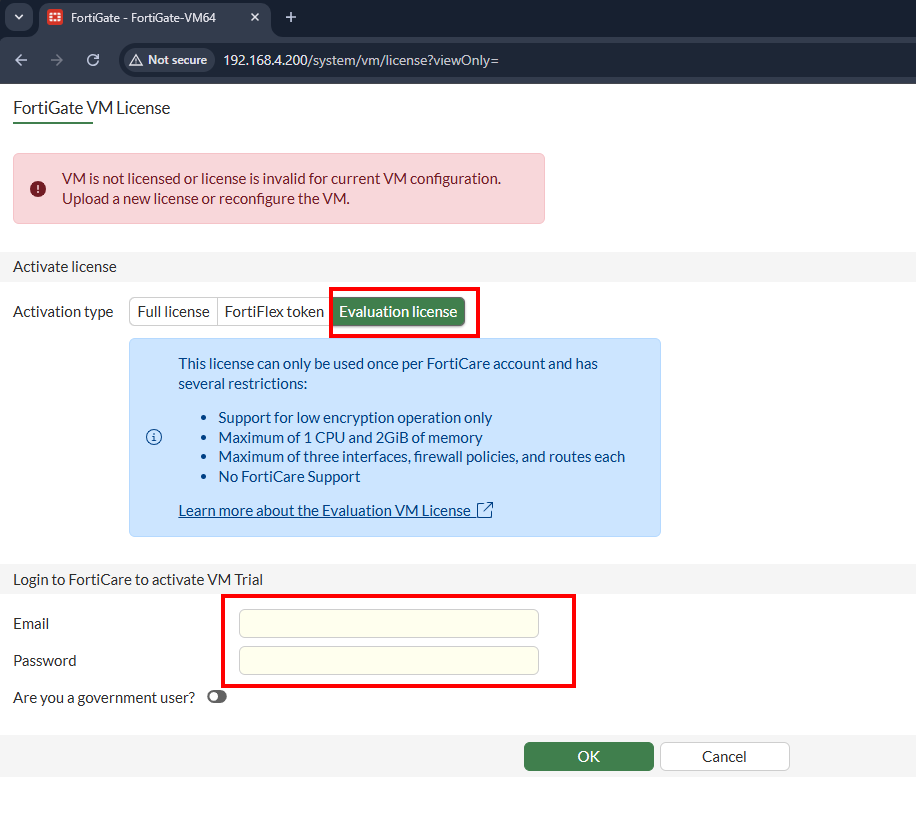 FortiGate - FortiGate-VM64
Not secure 192.168.4.200/system/vm/license?viewOnly=
FortiGate VM License
VM is not licensed or license is invalid for current VM configuration.
Upload a new license or reconfigure the VM.
Activate license
Activation type Full license FortiFlex token Evaluation license
This license can only be used once per FortiCare account and has
several restrictions:
• Support for low encryption operation only
• Maximum of 1 CPU and 2GiB of memory
• Maximum of three interfaces, firewall policies, and routes each
• No FortiCare Support
Learn more about the Evaluation VM License
Login to FortiCare to activate VM Trial
Email
Password
Are you a government user?
OK Cancel